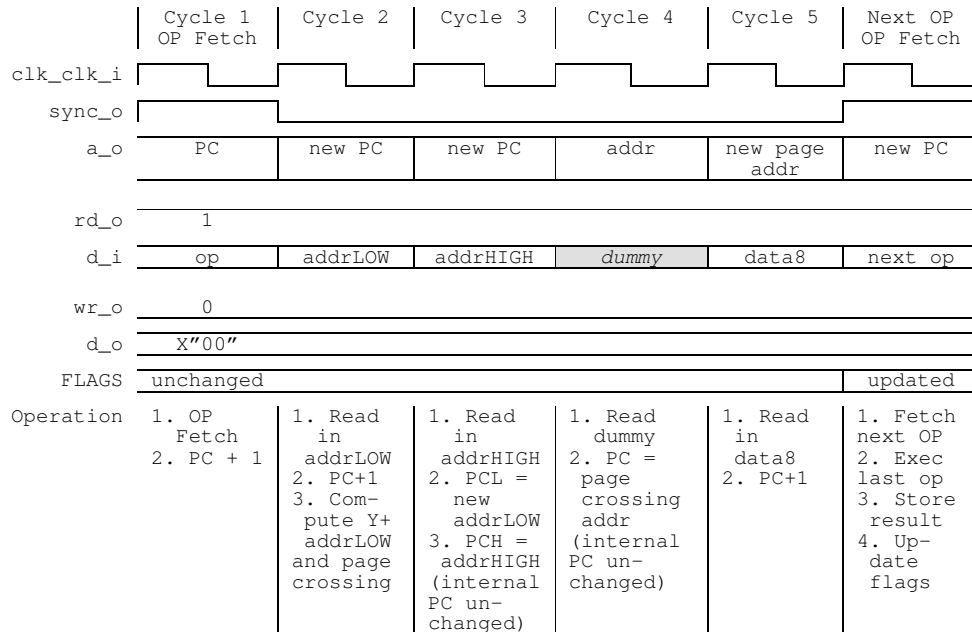 Cycle 1 Cycle 2 Cycle 3 Cycle 4 Cycle 5 Next OP
OP Fetch OP Fetch
clk_clk_i
sync_o
a_o PC new PC new PC addr new page new PC
addr
rd_o 1
d_i op addrLOW addrHIGH dummy data8 next op
wr_o 0
d_o X"00"
FLAGS unchanged updated
Operation 1. OP 1. Read 1. Read 1. Read 1. Read 1. Fetch
Fetch in in dummy in next OP
2. PC + 1 addrLOW addrHIGH 2. PC = data8 2. Exec
2. PC+1 2. PCL = page 2. PC+1 last op
3. Com- new crossing 3. Store
pute Y+ addrLOW addr result
addrLOW 3. PCH = (internal 4. Up-
and page addrHIGH PC un- date
crossing (internal changed) flags
PC un-
changed)